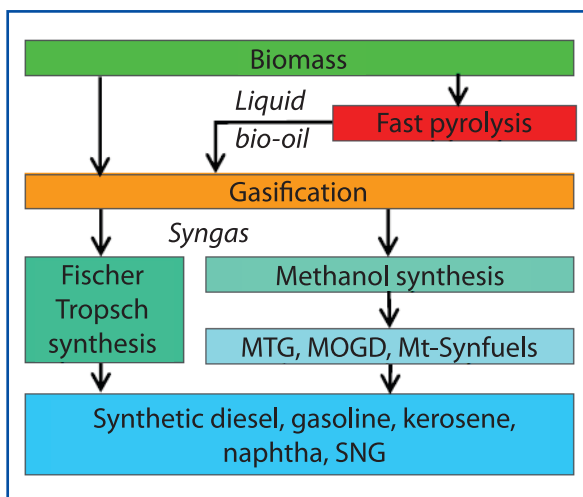 Biomass
Liquid
bio-oil
Fast pyrolysis
Gasification
Syngas
Fischer
Tropsch
synthesis
Methanol synthesis
MTG, MOGD, Mt-Synfuels
Synthetic diesel, gasoline, kerosene,
naphtha, SNG